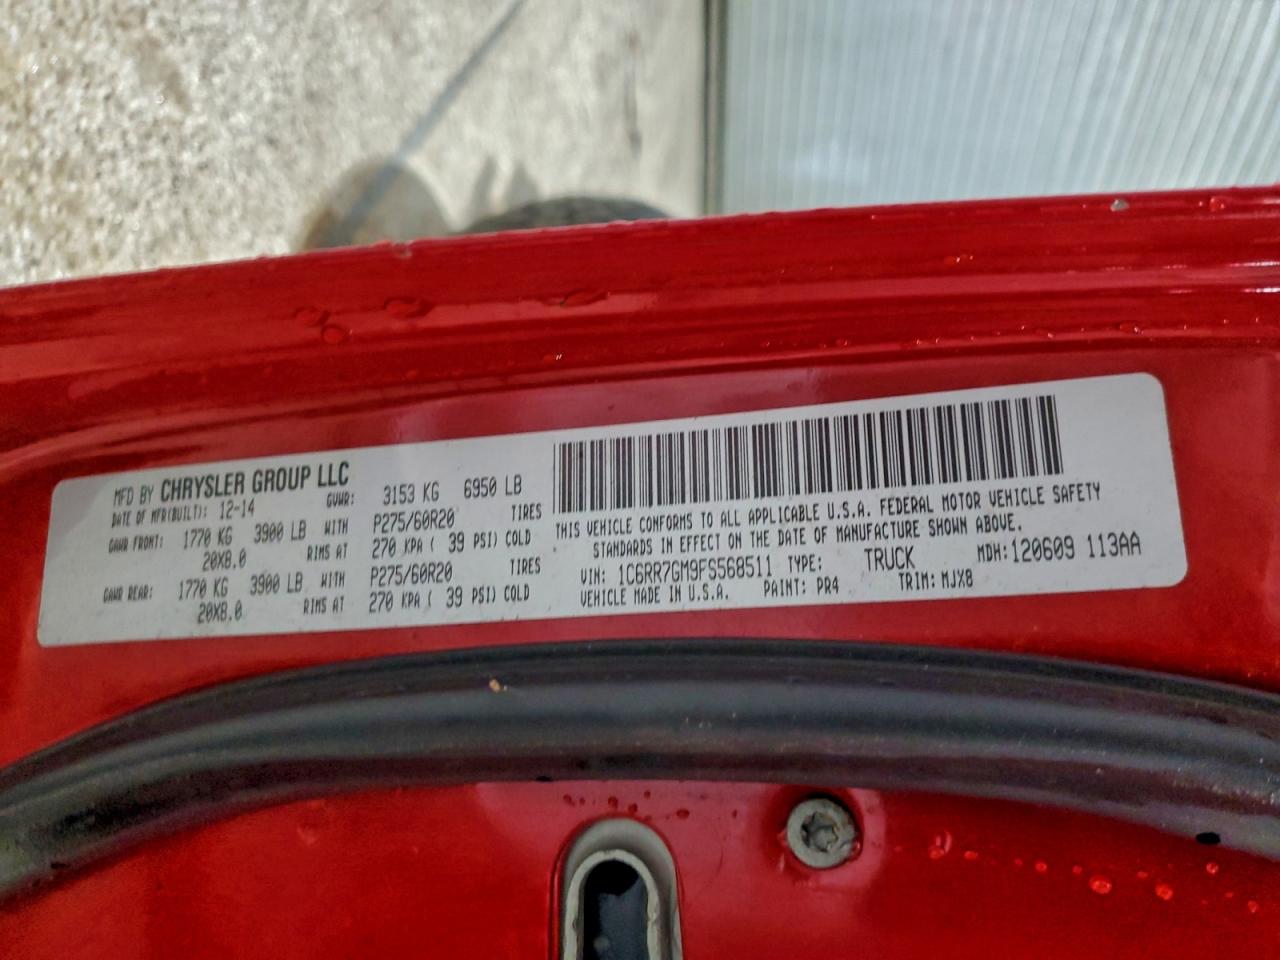 MFD BY CHRYSLER GROUP LLC
DATE OF MFR(BUILT): 12-14 GVWR: 3153 KG 6950 LB
GAWR FRONT: 1770 KG 3900 LB WITH P275/60R20 TIRES
20X8.0 RIMS AT 270 KPA ( 39 PSI) COLD
GAWR REAR: 1770 KG 3900 LB WITH P275/60R20 TIRES
20X8.0 RIMS AT 270 KPA ( 39 PSI) COLD
THIS VEHICLE CONFORMS TO ALL APPLICABLE U.S.A. FEDERAL MOTOR VEHICLE SAFETY
STANDARDS IN EFFECT ON THE DATE OF MANUFACTURE SHOWN ABOVE.
VIN: 1C6RR7GM9FS568511 TYPE: TRUCK MDH: 120609 113AA
VEHICLE MADE IN U.S.A. PAINT: PR4 TRIM: MJX8